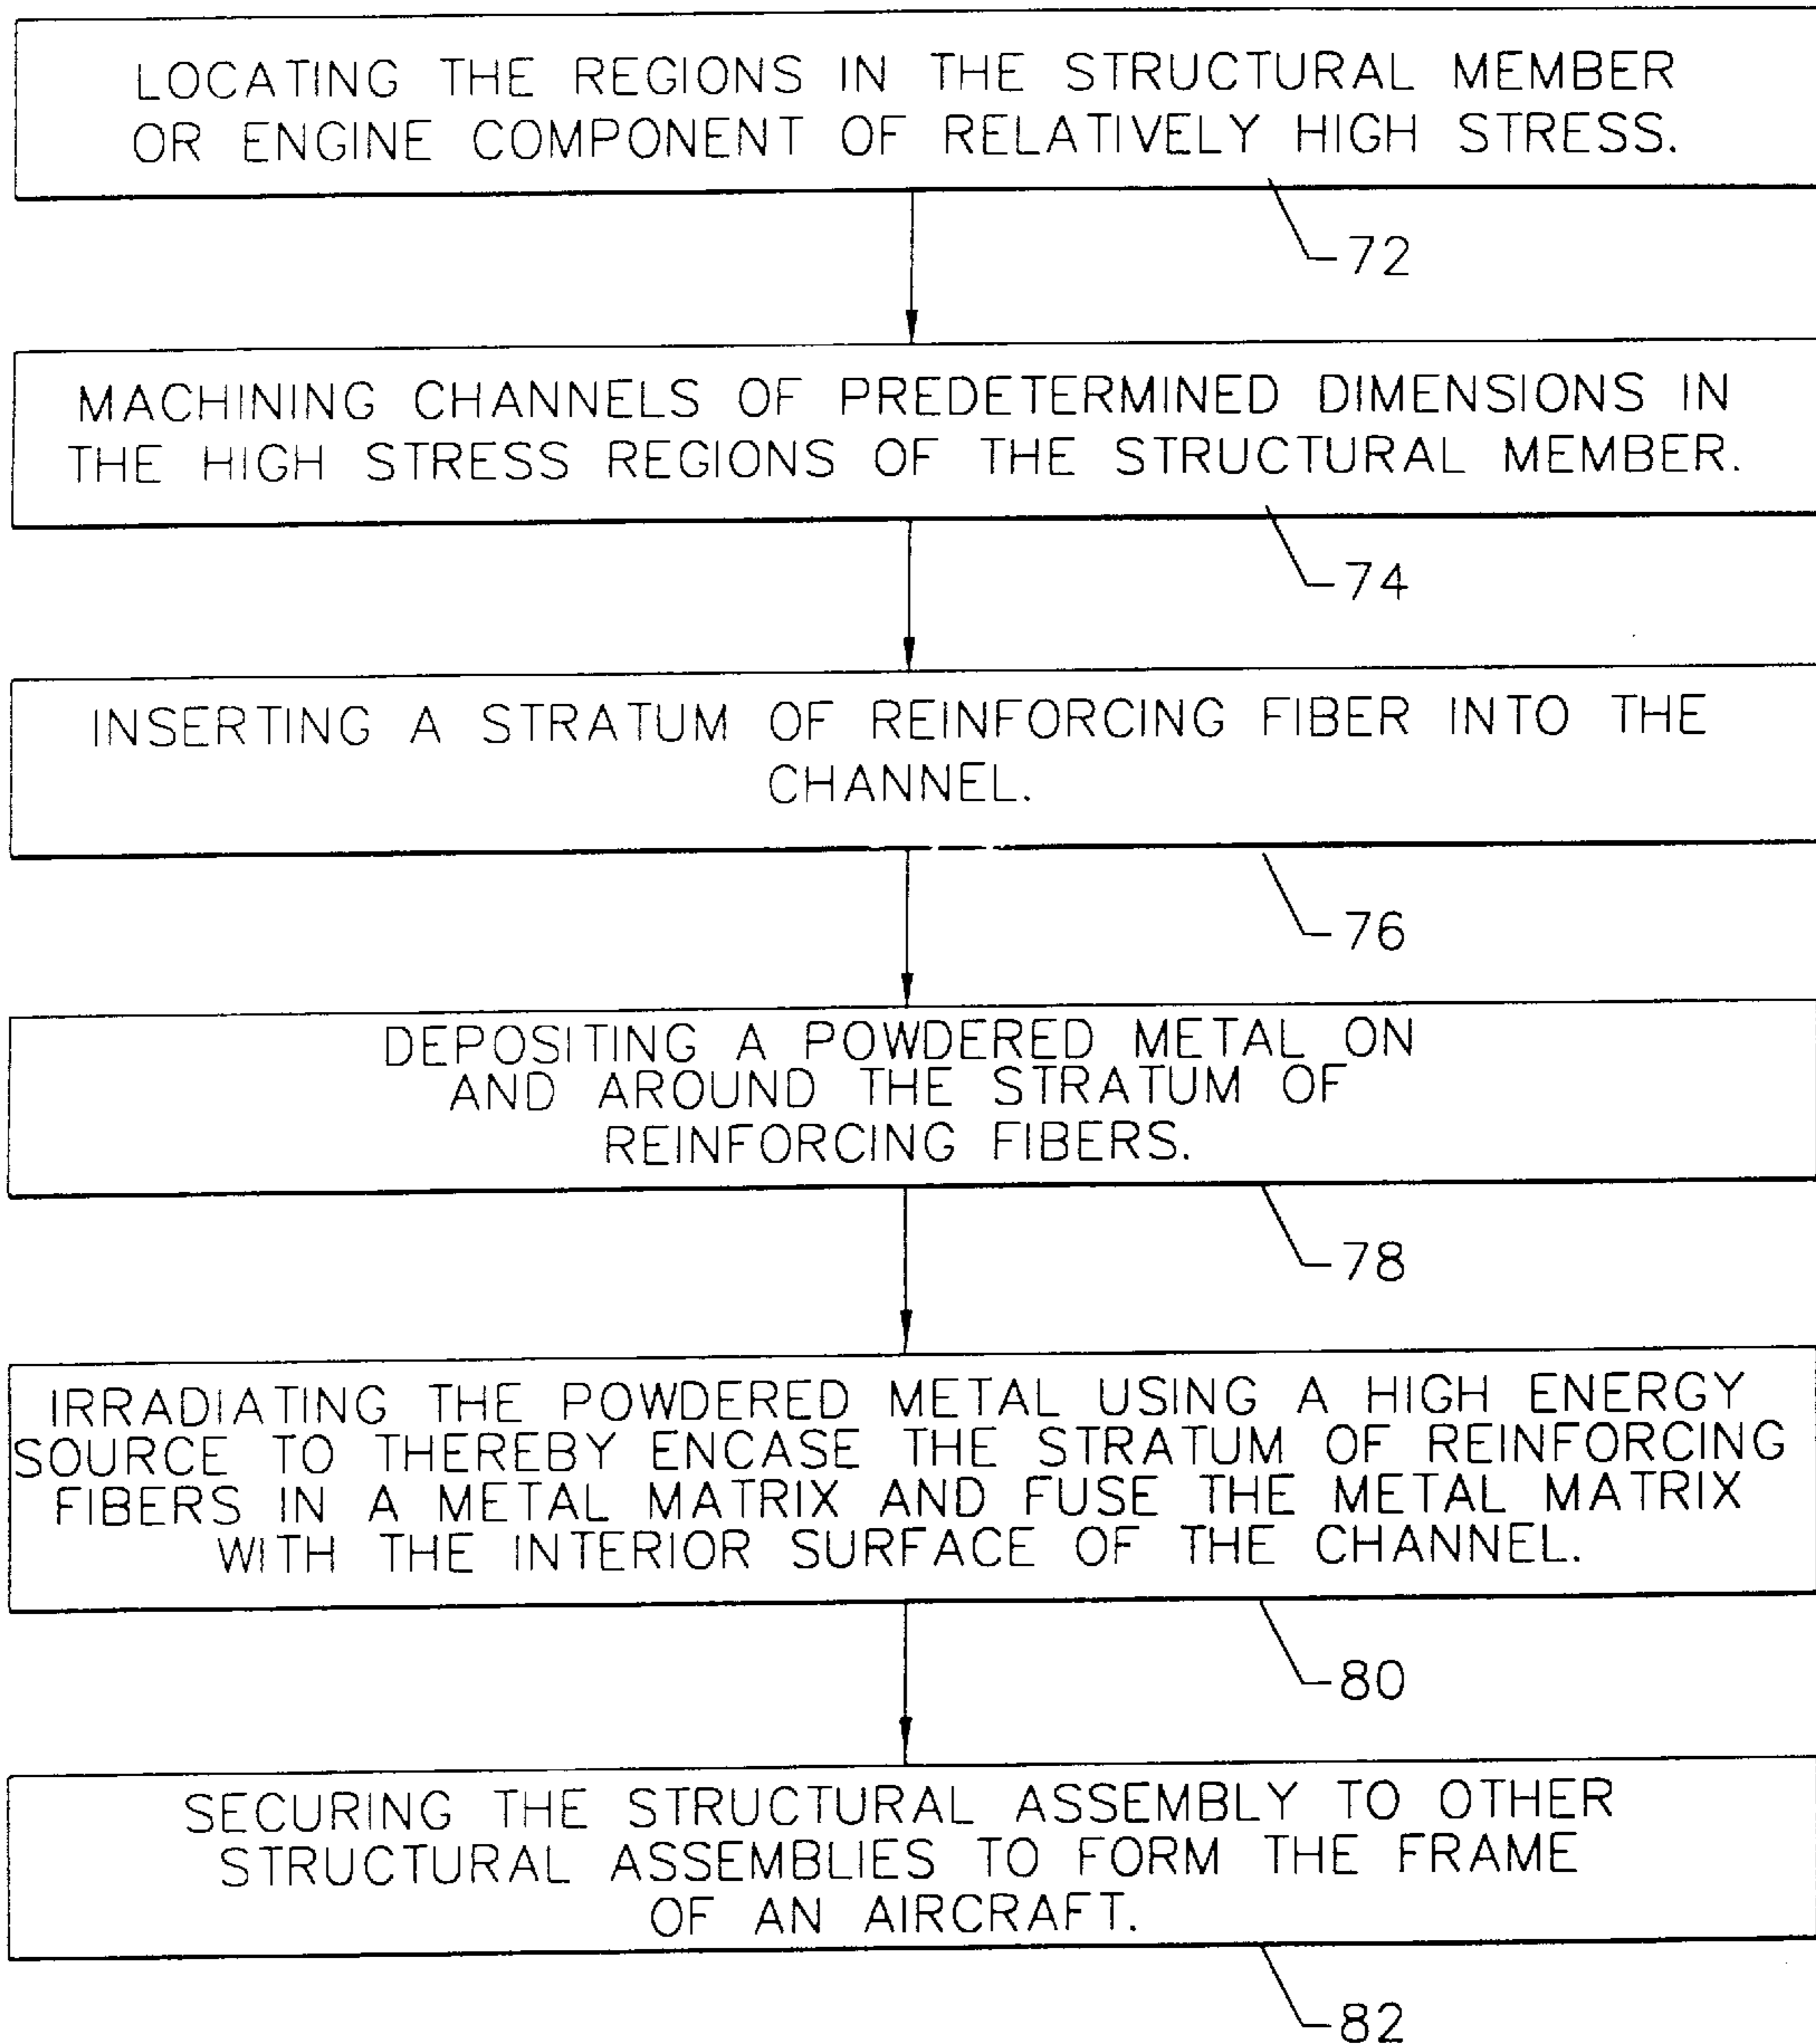 LOCATING THE REGIONS IN THE STRUCTURAL MEMBER
OR ENGINE COMPONENT OF RELATIVELY HIGH STRESS.
72
MACHINING CHANNELS OF PREDETERMINED DIMENSIONS IN
THE HIGH STRESS REGIONS OF THE STRUCTURAL MEMBER.
74
INSERTING A STRATUM OF REINFORCING FIBER INTO THE
CHANNEL.
76
DEPOSITING A POWDERED METAL ON
AND AROUND THE STRATUM OF
REINFORCING FIBERS.
78
IRRADIATING THE POWDERED METAL USING A HIGH ENERGY
SOURCE TO THEREBY ENCASE THE STRATUM OF REINFORCING
FIBERS IN A METAL MATRIX AND FUSE THE METAL MATRIX
WITH THE INTERIOR SURFACE OF THE CHANNEL.
80
SECURING THE STRUCTURAL ASSEMBLY TO OTHER
STRUCTURAL ASSEMBLIES TO FORM THE FRAME
OF AN AIRCRAFT.
82